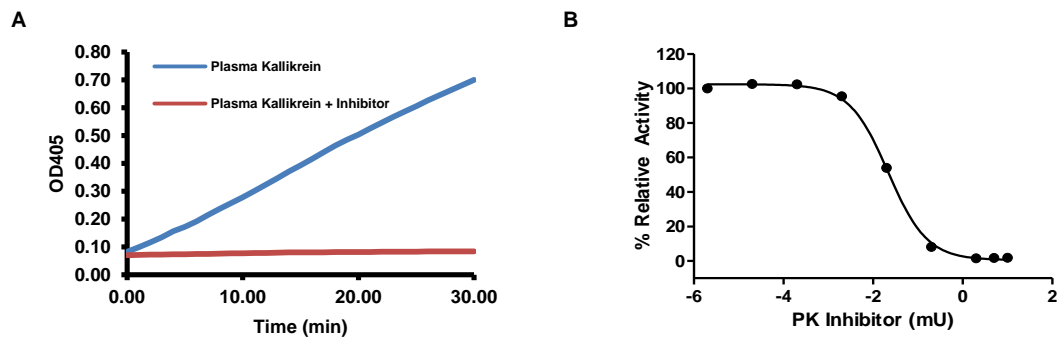 A
0.80
0.70
0.60
0.50
0.40
0.30
0.20
0.10
0.00
OD405
Plasma Kallikrein
Plasma Kallikrein + Inhibitor
0.00 10.00 20.00 30.00
Time (min)
B
120
100
80
60
40
20
0
% Relative Activity
-6 -4 -2 0 2
PK Inhibitor (mU)